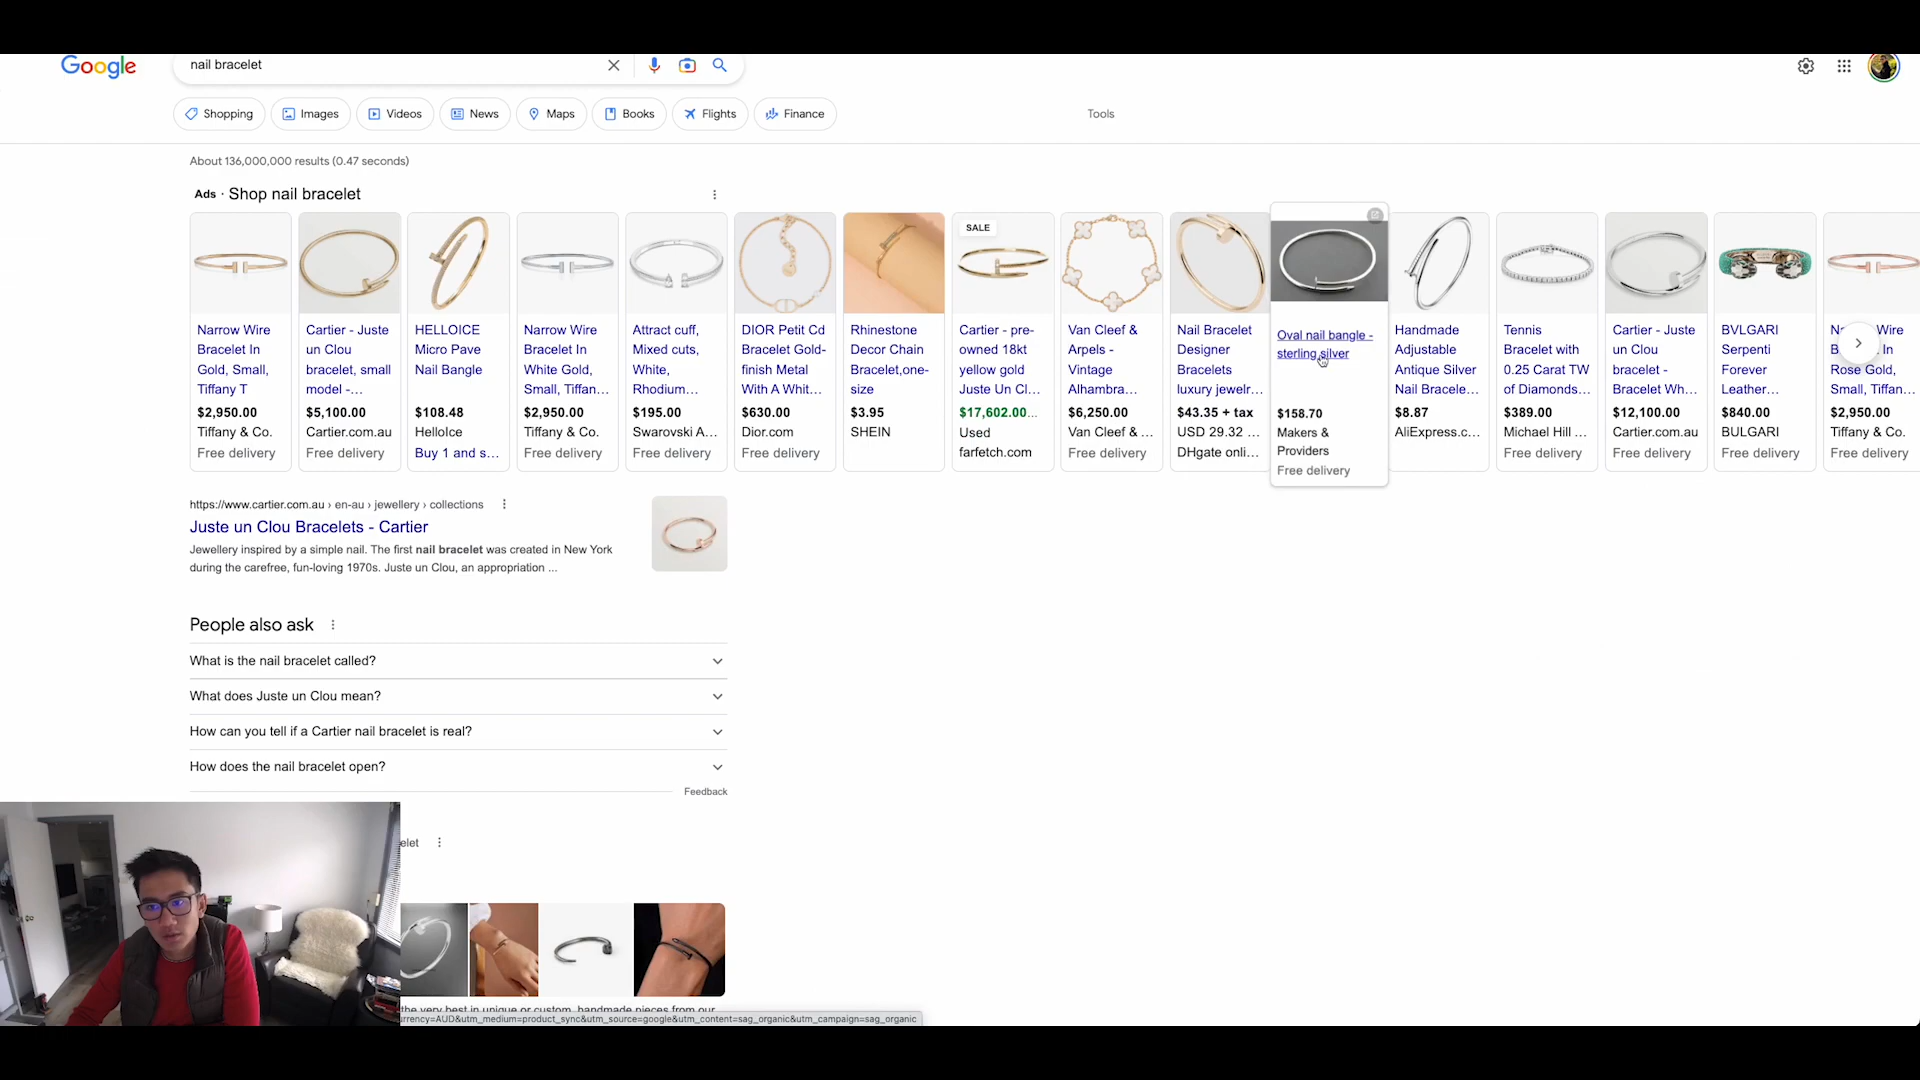 Google
nail bracelet
Shopping
Images
Videos
News
Maps
Books
Flights
Finance
Tools
About 136,000,000 results (0.47 seconds)
Ads · Shop nail bracelet
Narrow Wire
Bracelet In
Gold, Small,
Tiffany T
$2,950.00
Tiffany & Co.
Free delivery
Cartier - Juste
un Clou
bracelet, small
model -...
$5,100.00
Cartier.com.au
Free delivery
HELLOICE
Micro Pave
Nail Bangle
$108.48
HelloIce
Buy 1 and s...
Narrow Wire
Bracelet In
White Gold,
Small, Tiffan...
$2,950.00
Tiffany & Co.
Free delivery
Attract cuff,
Mixed cuts,
White,
Rhodium...
$195.00
Swarovski A...
Free delivery
DIOR Petit Cd
Bracelet Gold-
finish Metal
With A Whit...
$630.00
Dior.com
Free delivery
Rhinestone
Decor Chain
Bracelet,one-
size
$3.95
SHEIN
SALE
Cartier - pre-
owned 18kt
yellow gold
Juste Un Cl...
$17,602.00...
Used
farfetch.com
Van Cleef &
Arpels -
Vintage
Alhambra...
$6,250.00
Van Cleef & ...
Free delivery
Nail Bracelet
Designer
Bracelets
luxury jewelr...
$43.35 + tax
USD 29.32 ...
DHgate onli...
Oval nail bangle -
sterling silver
$158.70
Makers &
Providers
Free delivery
Handmade
Adjustable
Antique Silver
Nail Bracele...
$8.87
AliExpress.c...
Tennis
Bracelet with
0.25 Carat TW
of Diamonds...
$389.00
Michael Hill ...
Free delivery
Cartier - Juste
un Clou
bracelet -
Bracelet Wh...
$12,100.00
Cartier.com.au
Free delivery
BVLGARI
Serpenti
Forever
Leather...
$840.00
BULGARI
Free delivery
Wire
In
Rose Gold,
Small, Tiffan...
$2,950.00
Tiffany & Co.
Free delivery
https://www.cartier.com.au › en-au › jewellery › collections
Juste un Clou Bracelets - Cartier
Jewellery inspired by a simple nail. The first nail bracelet was created in New York
during the carefree, fun-loving 1970s. Juste un Clou, an appropriation ...
People also ask
What is the nail bracelet called?
What does Juste un Clou mean?
How can you tell if a Cartier nail bracelet is real?
How does the nail bracelet open?
Feedback
elet
the very best in unique or custom, handmade pieces from our
urrency=AUD&utm_medium=product_sync&utm_source=google&utm_content=sag_organic&utm_campaign=sag_organic